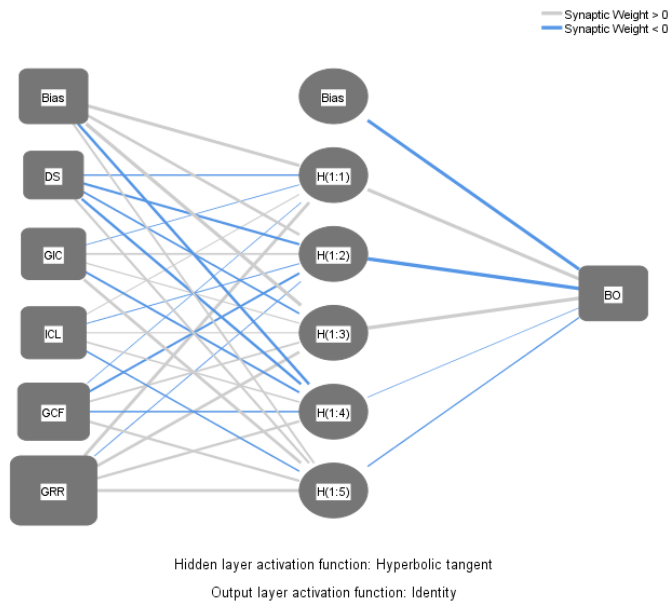 Synaptic Weight > 0
Synaptic Weight < 0
Bias
Bias
DS
H(1:1)
GIC
H(1:2)
BO
ICL
H(1:3)
GCF
H(1:4)
GRR
H(1:5)
Hidden layer activation function: Hyperbolic tangent
Output layer activation function: Identity